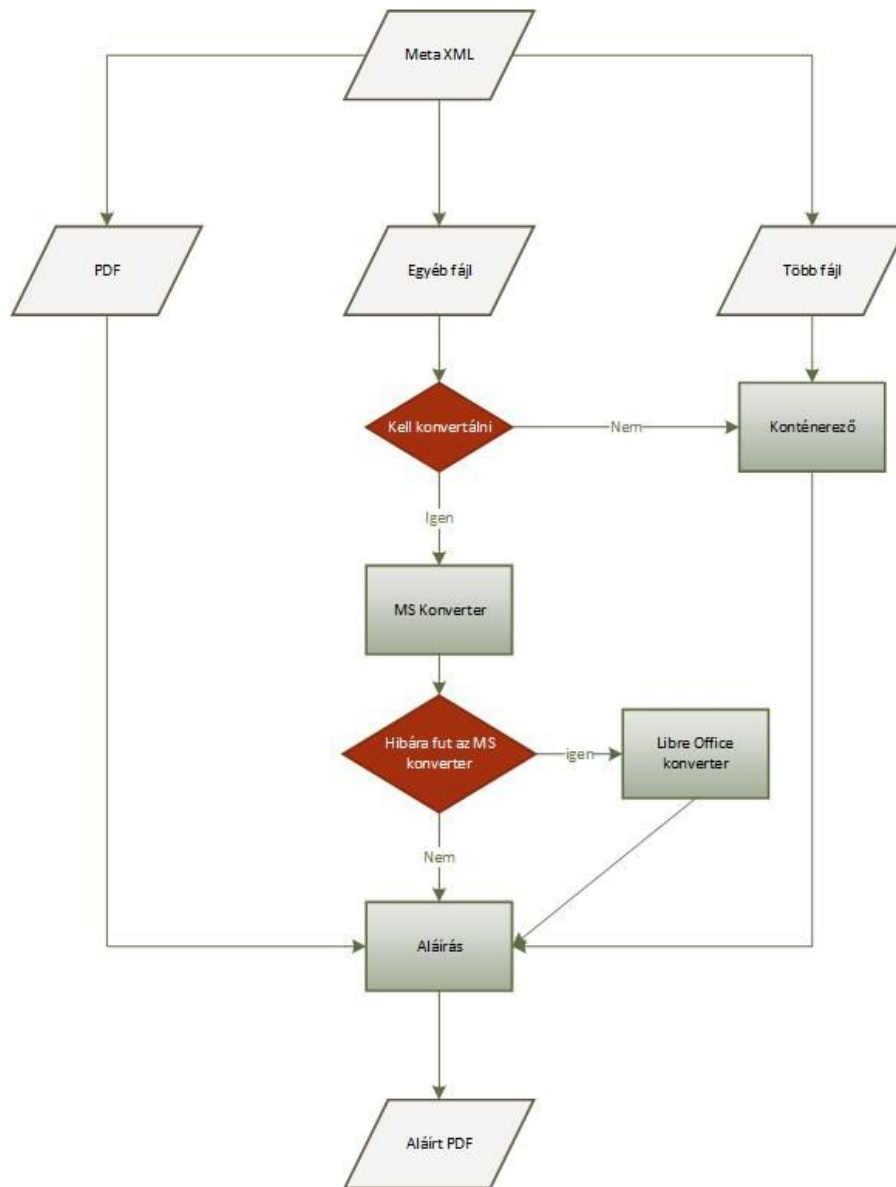 Meta XML
PDF
Egyéb fájl
Több fájl
Kell konvertálni
Nem
Konténerező
Igen
MS Konverter
Hibára fut az MS
konverter
igen
Libre Office
konverter
Nem
Aláírás
Aláírt PDF